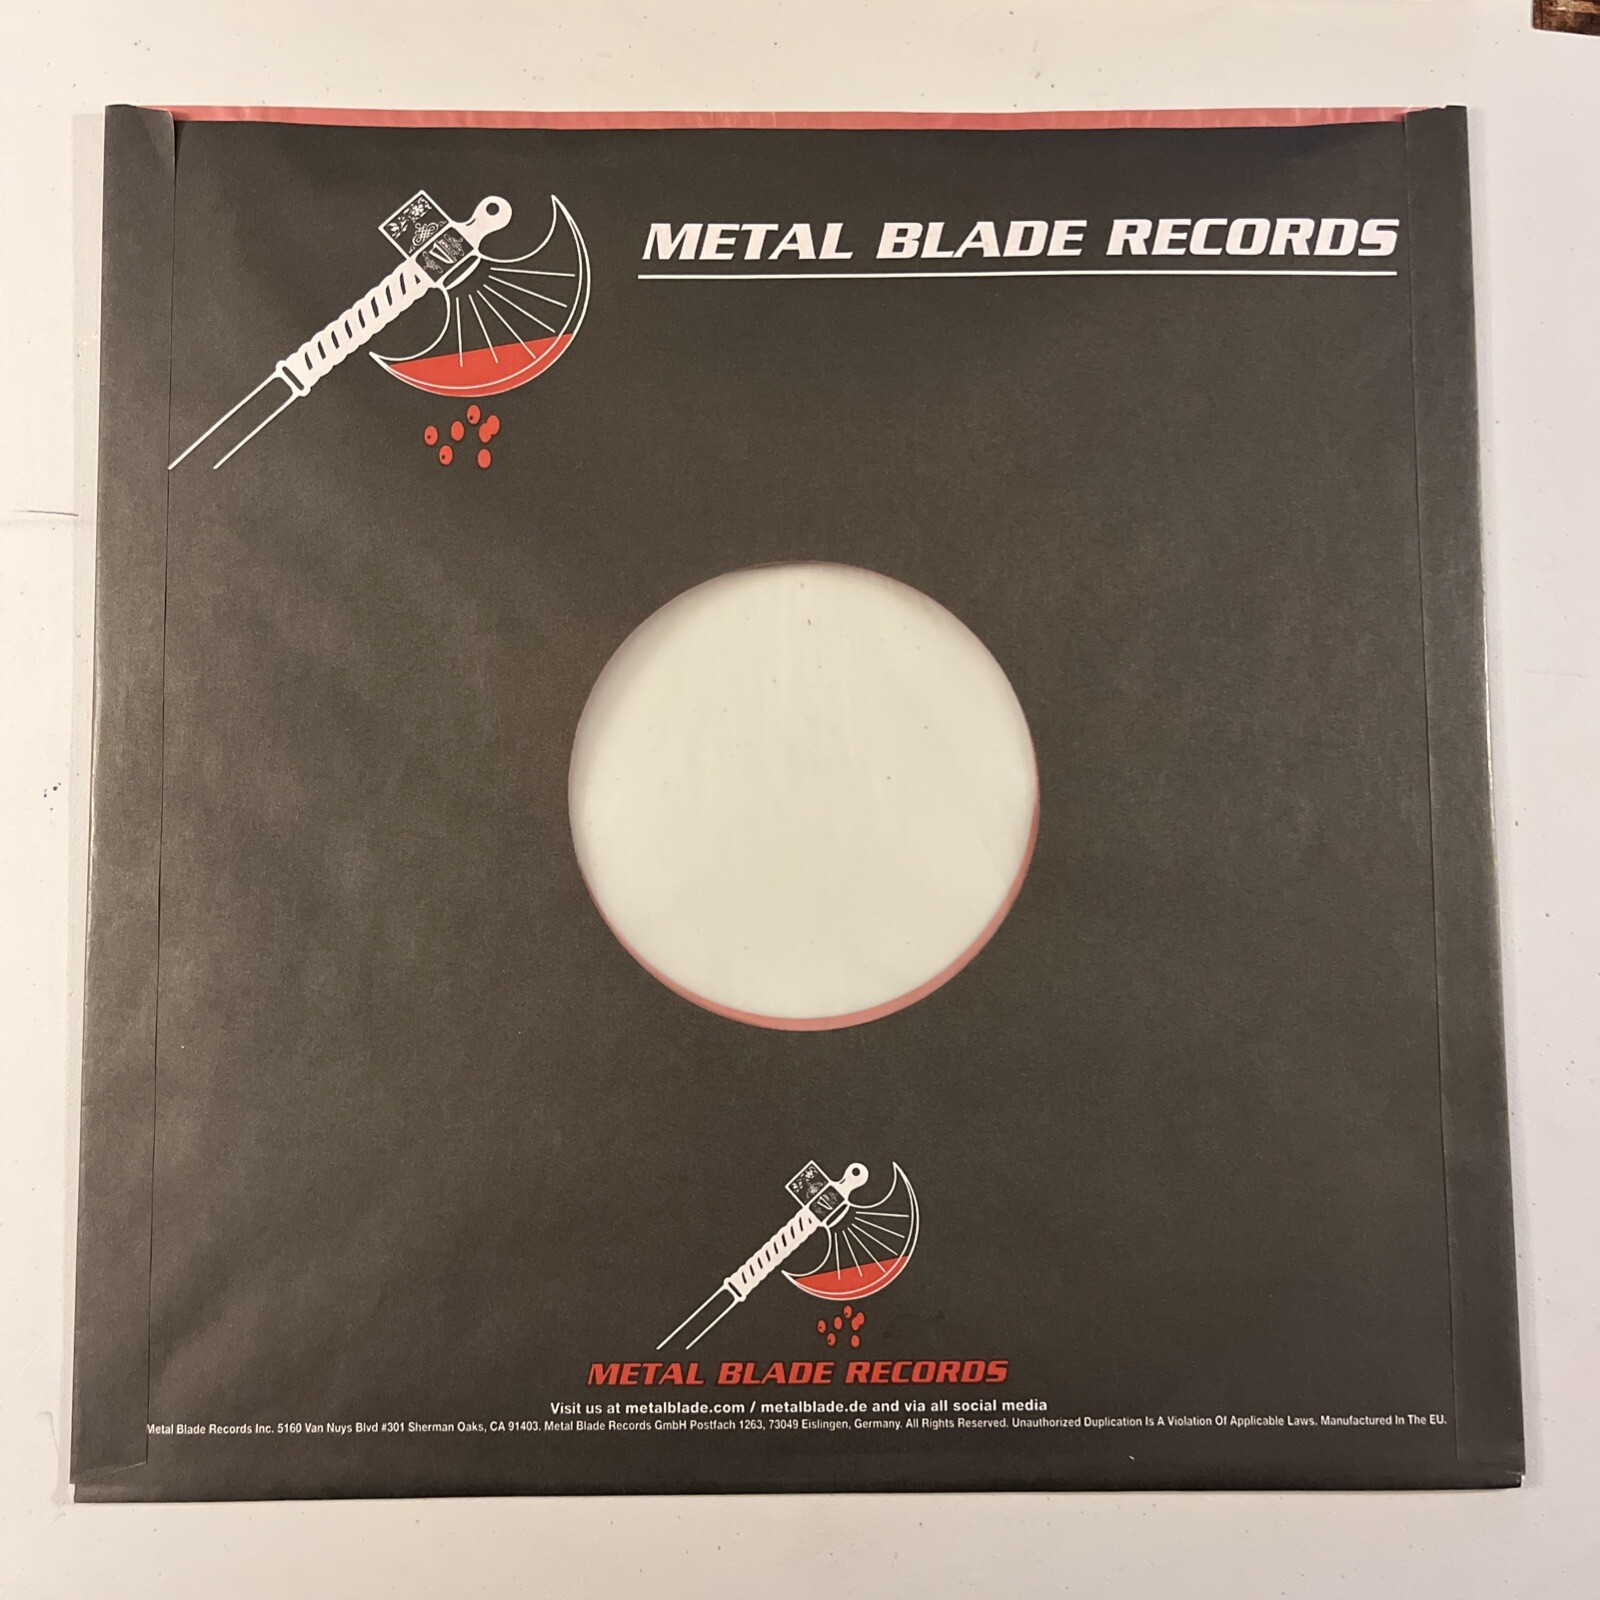 METAL BLADE RECORDS
METAL BLADE RECORDS
Visit us at metalblade.com / metalblade.de and via all social media
Metal Blade Records Inc. 5160 Van Nuys Blvd #301 Sherman Oaks, CA 91403. Metal Blade Records GmbH Postfach 1263, 73049 Eislingen, Germany. All Rights Reserved. Unauthorized Duplication Is A Violation Of Applicable Laws. Manufactured In The EU.